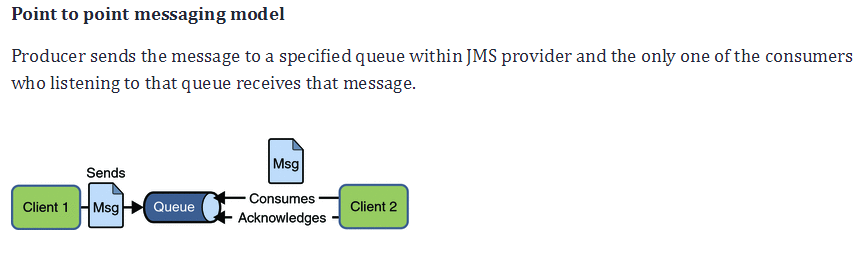 Point to point messaging model
Producer sends the message to a specified queue within JMS provider and the only one of the consumers
who listening to that queue receives that message.
Msg
Sends
Client 1
Msg
Queue
Consumes
Acknowledges
Client 2